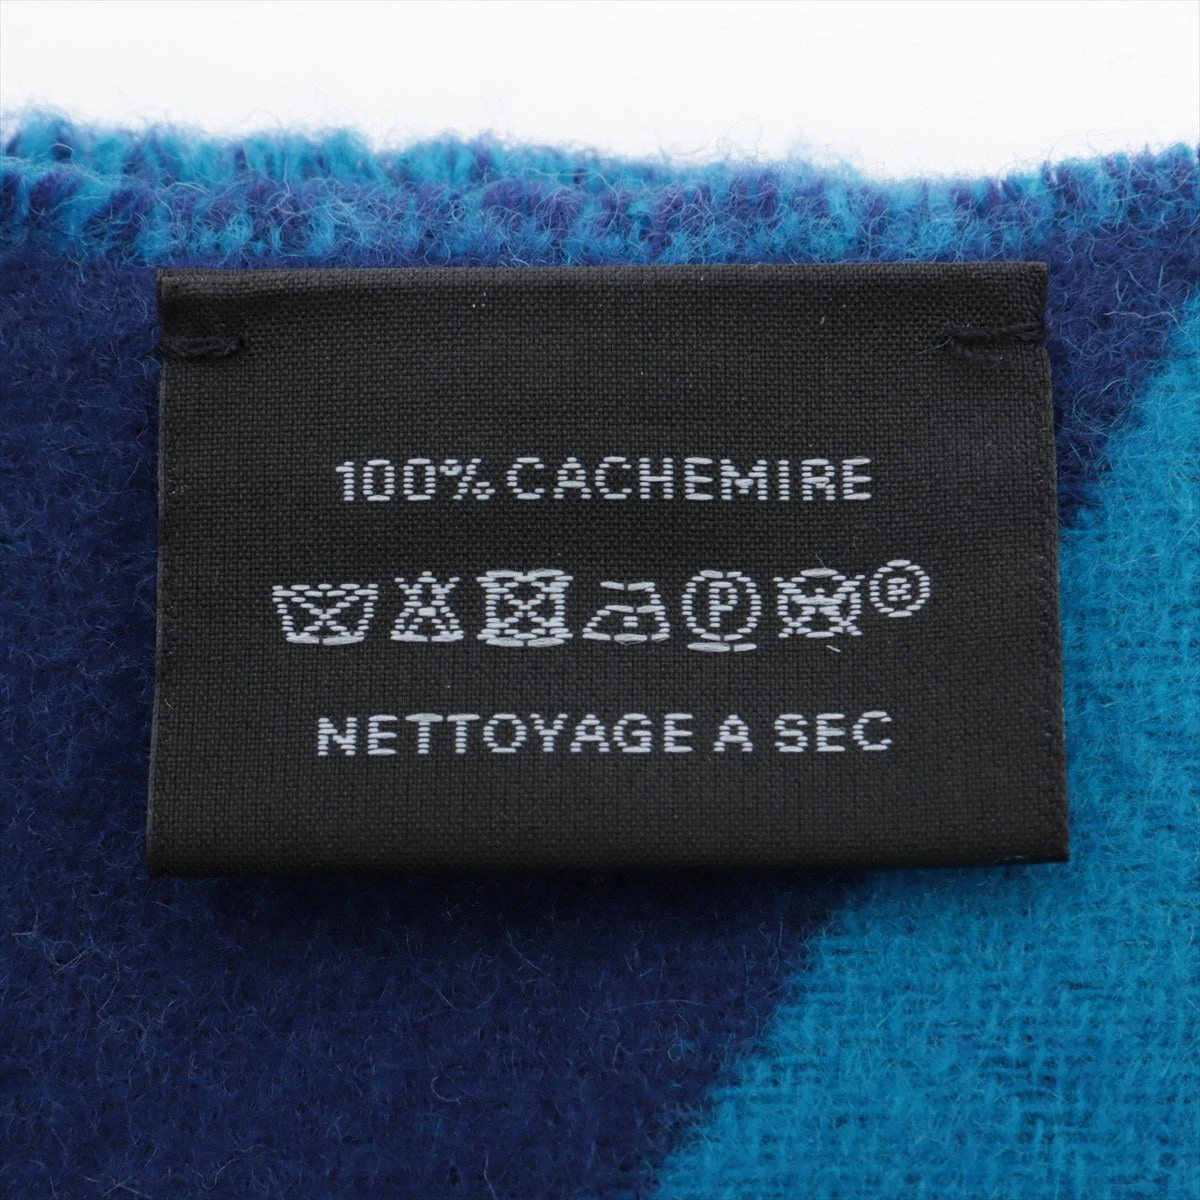 100% CACHEMIRE
P ®
NETTOYAGE A SEC